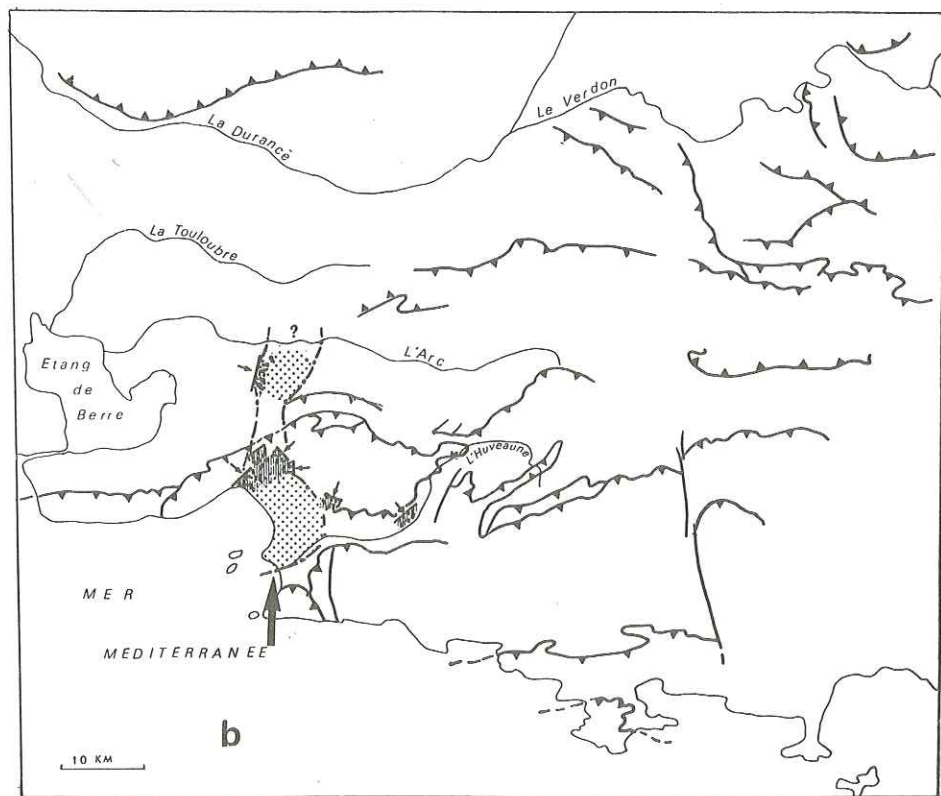 Le Verdon
La Durance
La Touloubre
?
L'Arc
Etang
de
Berre
L'Huveaune
MER
MEDITERRANEE
b
10 KM